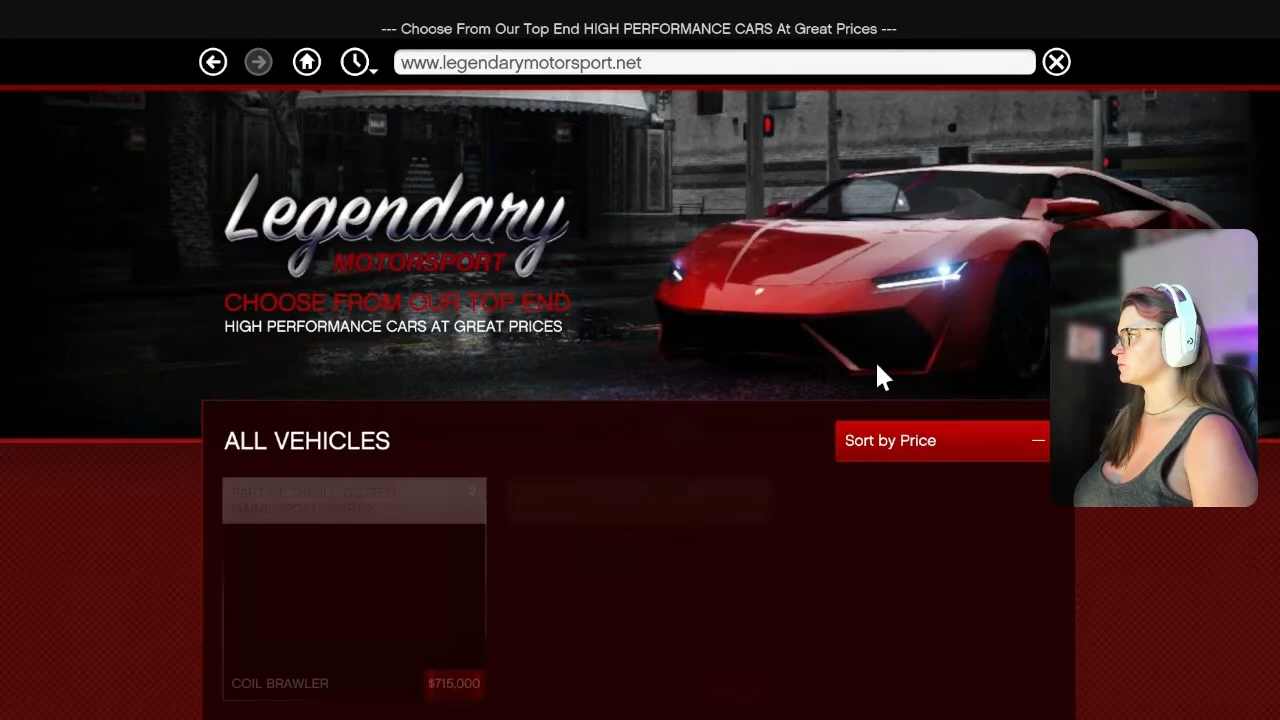 --- Choose From Our Top End HIGH PERFORMANCE CARS At Great Prices ---
www.legendarymotorsport.net
Legendary
MOTORSPORT
CHOOSE FROM OUR TOP END
HIGH PERFORMANCE CARS AT GREAT PRICES
ALL VEHICLES
Sort by Price
2
COIL BRAWLER
$715,000